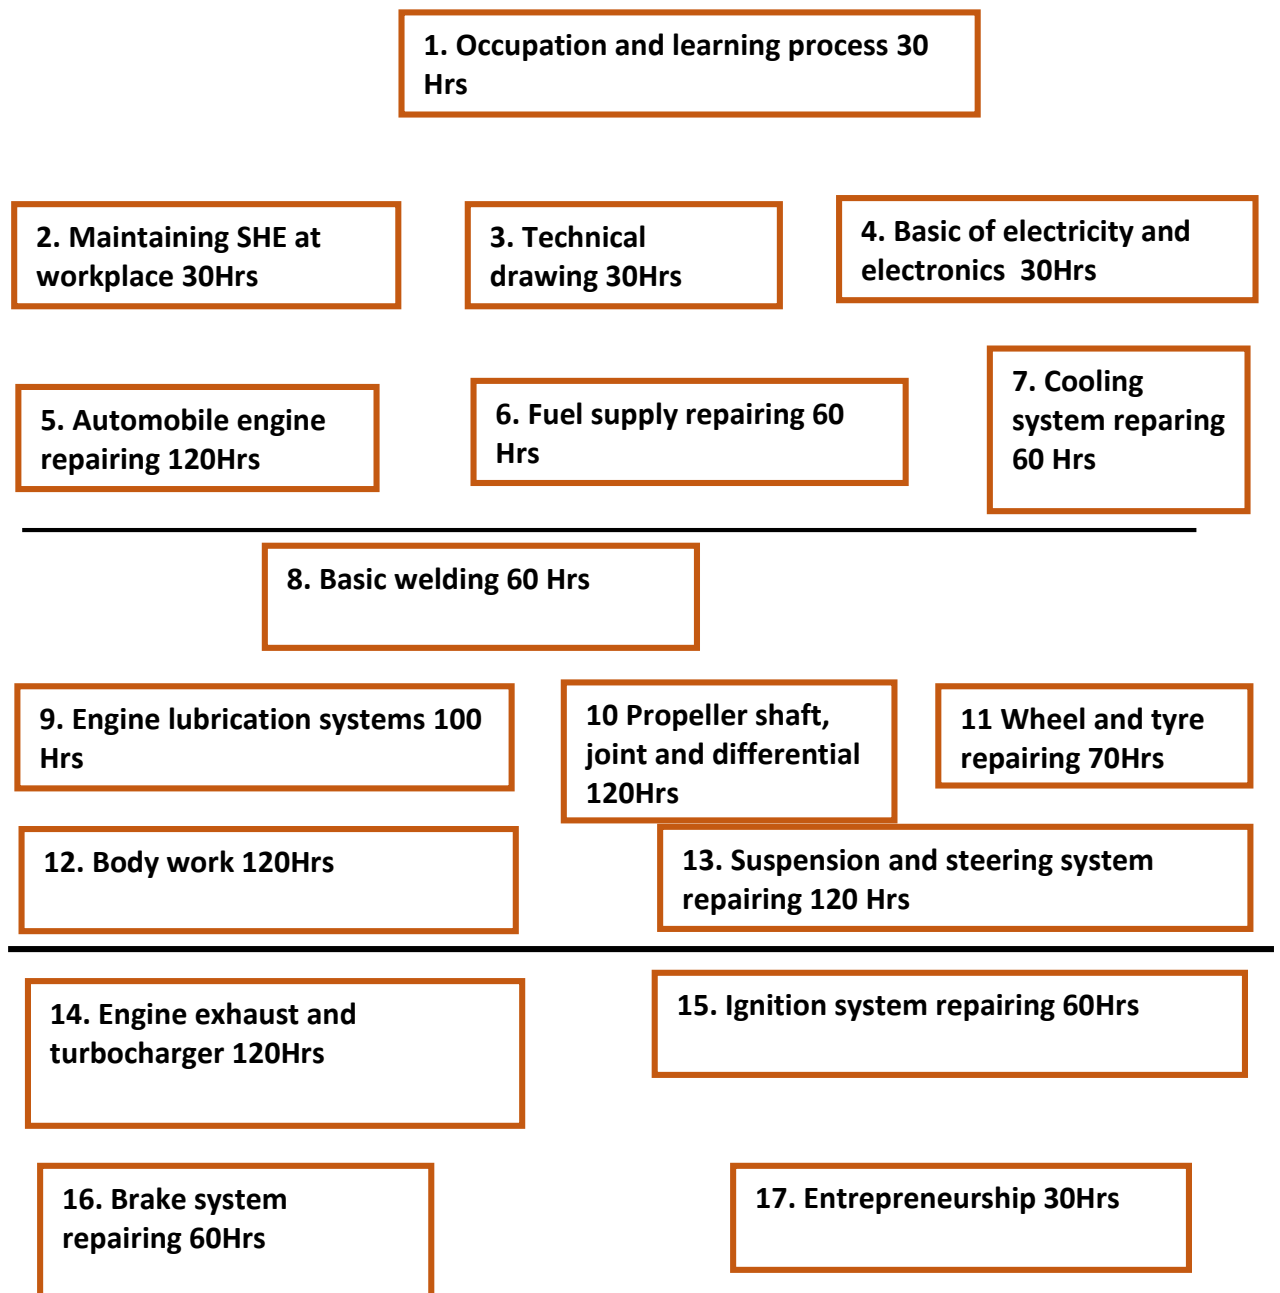 1. Occupation and learning process 30
Hrs
2. Maintaining SHE at
workplace 30Hrs
3. Technical
drawing 30Hrs
4. Basic of electricity and
electronics  30Hrs
5. Automobile engine
repairing 120Hrs
6. Fuel supply repairing 60
Hrs
7. Cooling
system reparing
60 Hrs
8. Basic welding 60 Hrs
9. Engine lubrication systems 100
Hrs
10 Propeller shaft,
joint and differential
120Hrs
11 Wheel and tyre
repairing 70Hrs
12. Body work 120Hrs
13. Suspension and steering system
repairing 120 Hrs
14. Engine exhaust and
turbocharger 120Hrs
15. Ignition system repairing 60Hrs
16. Brake system
repairing 60Hrs
17. Entrepreneurship 30Hrs